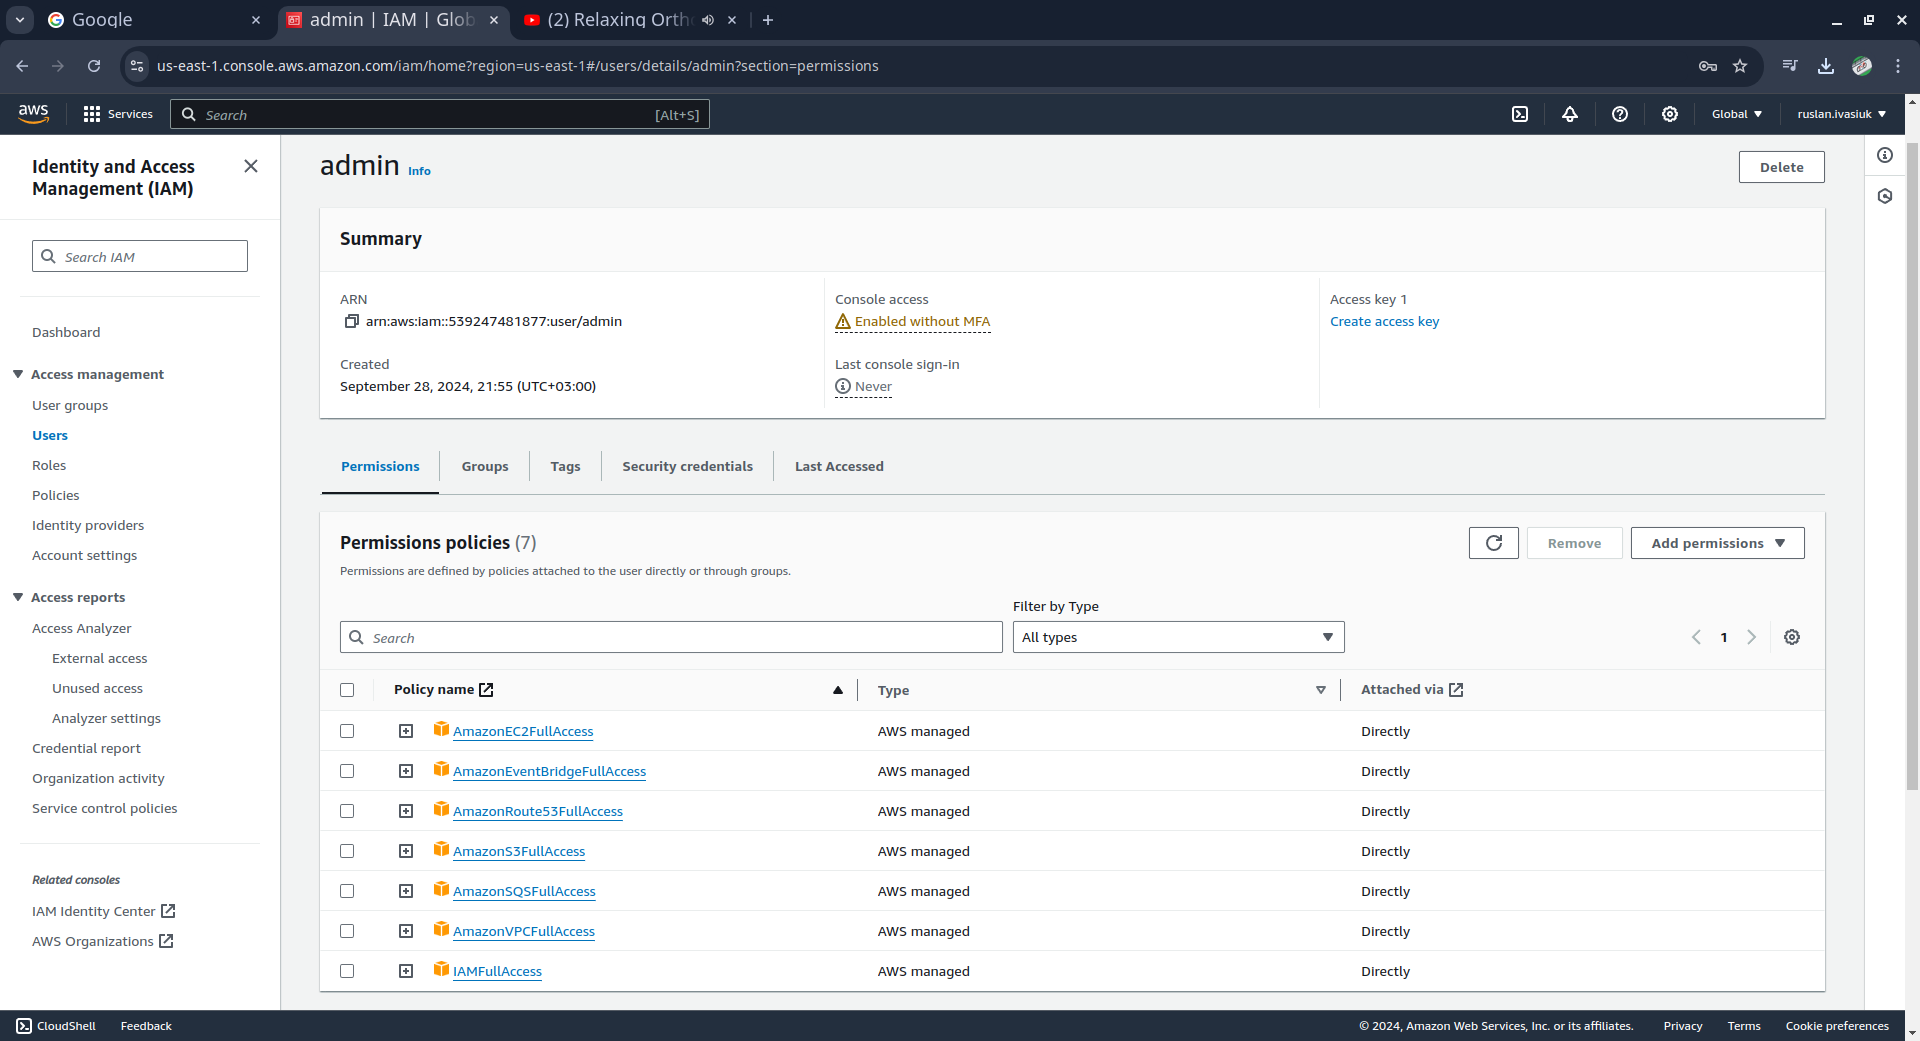 Google
admin | IAM | Glob
(2) Relaxing Orth
us-east-1.console.aws.amazon.com/iam/home?region=us-east-1#/users/details/admin?section=permissions
aws
Services
Search
[Alt+S]
Global
ruslan.ivasiuk
Identity and Access
Management (IAM)
Search IAM
Dashboard
Access management
User groups
Users
Roles
Policies
Identity providers
Account settings
Access reports
Access Analyzer
External access
Unused access
Analyzer settings
Credential report
Organization activity
Service control policies
Related consoles
IAM Identity Center
AWS Organizations
admin Info
Delete
Summary
ARN
arn:aws:iam::539247481877:user/admin
Created
September 28, 2024, 21:55 (UTC+03:00)
Console access
Enabled without MFA
Last console sign-in
Never
Access key 1
Create access key
Permissions
Groups
Tags
Security credentials
Last Accessed
Permissions policies (7)
Permissions are defined by policies attached to the user directly or through groups.
Remove
Add permissions
Filter by Type
Search
All types
1
Policy name
Type
Attached via
AmazonEC2FullAccess AWS managed Directly
AmazonEventBridgeFullAccess AWS managed Directly
AmazonRoute53FullAccess AWS managed Directly
AmazonS3FullAccess AWS managed Directly
AmazonSQSFullAccess AWS managed Directly
AmazonVPCFullAccess AWS managed Directly
IAMFullAccess AWS managed Directly
CloudShell
Feedback
© 2024, Amazon Web Services, Inc. or its affiliates.
Privacy
Terms
Cookie preferences